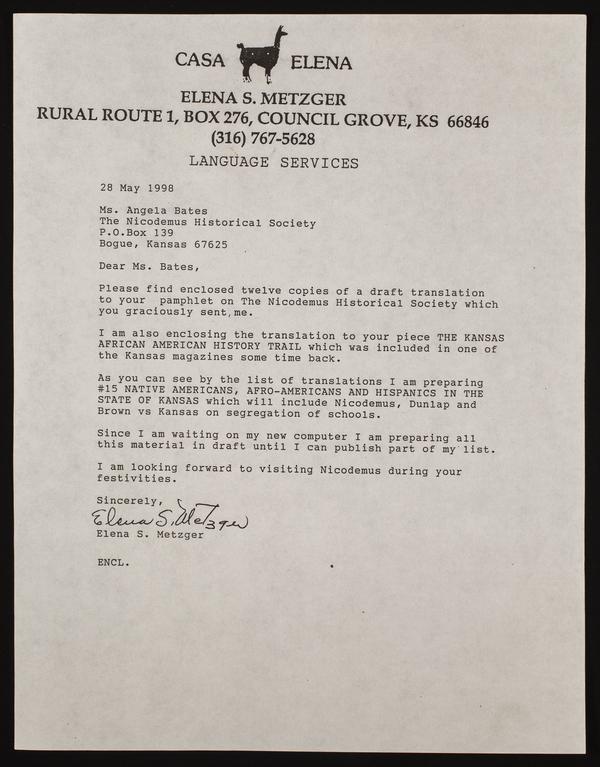 CASA ELENA
ELENA S. METZGER
RURAL ROUTE 1, BOX 276, COUNCIL GROVE, KS 66846
(316) 767-5628
LANGUAGE SERVICES
28 May 1998
Ms. Angela Bates
The Nicodemus Historical Society
P.O.Box 139
Bogue, Kansas 67625
Dear Ms. Bates,
Please find enclosed twelve copies of a draft translation
to your pamphlet on The Nicodemus Historical Society which
you graciously sent me.
I am also enclosing the translation to your piece THE KANSAS
AFRICAN AMERICAN HISTORY TRAIL which was included in one of
the Kansas magazines some time back.
As you can see by the list of translations I am preparing
#15 NATIVE AMERICANS, AFRO-AMERICANS AND HISPANICS IN THE
STATE OF KANSAS which will include Nicodemus, Dunlap and
Brown vs Kansas on segregation of schools.
Since I am waiting on my new computer I am preparing all
this material in draft until I can publish part of my list.
I am looking forward to visiting Nicodemus during your
festivities.
Sincerely,
Elena S. Metzger
Elena S. Metzger
ENCL.